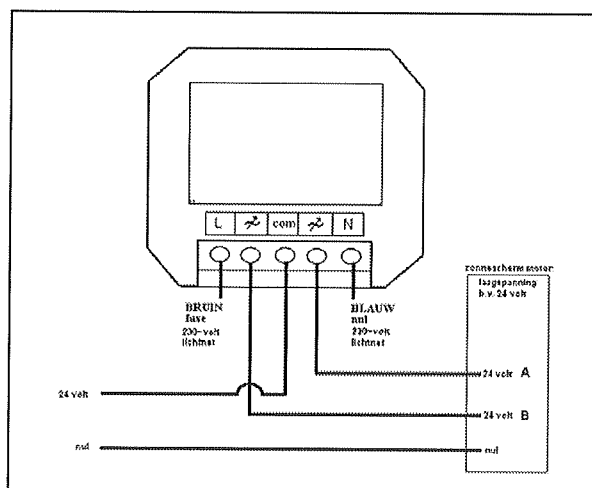 L com N
BRUIN
fase
230-volt
lichtnet
BLAUW
nul
230-volt
lichtnet
zonnescherm motor
laagspanning
b.v. 24 volt
24 volt A
24 volt
24 volt B
nul
nul